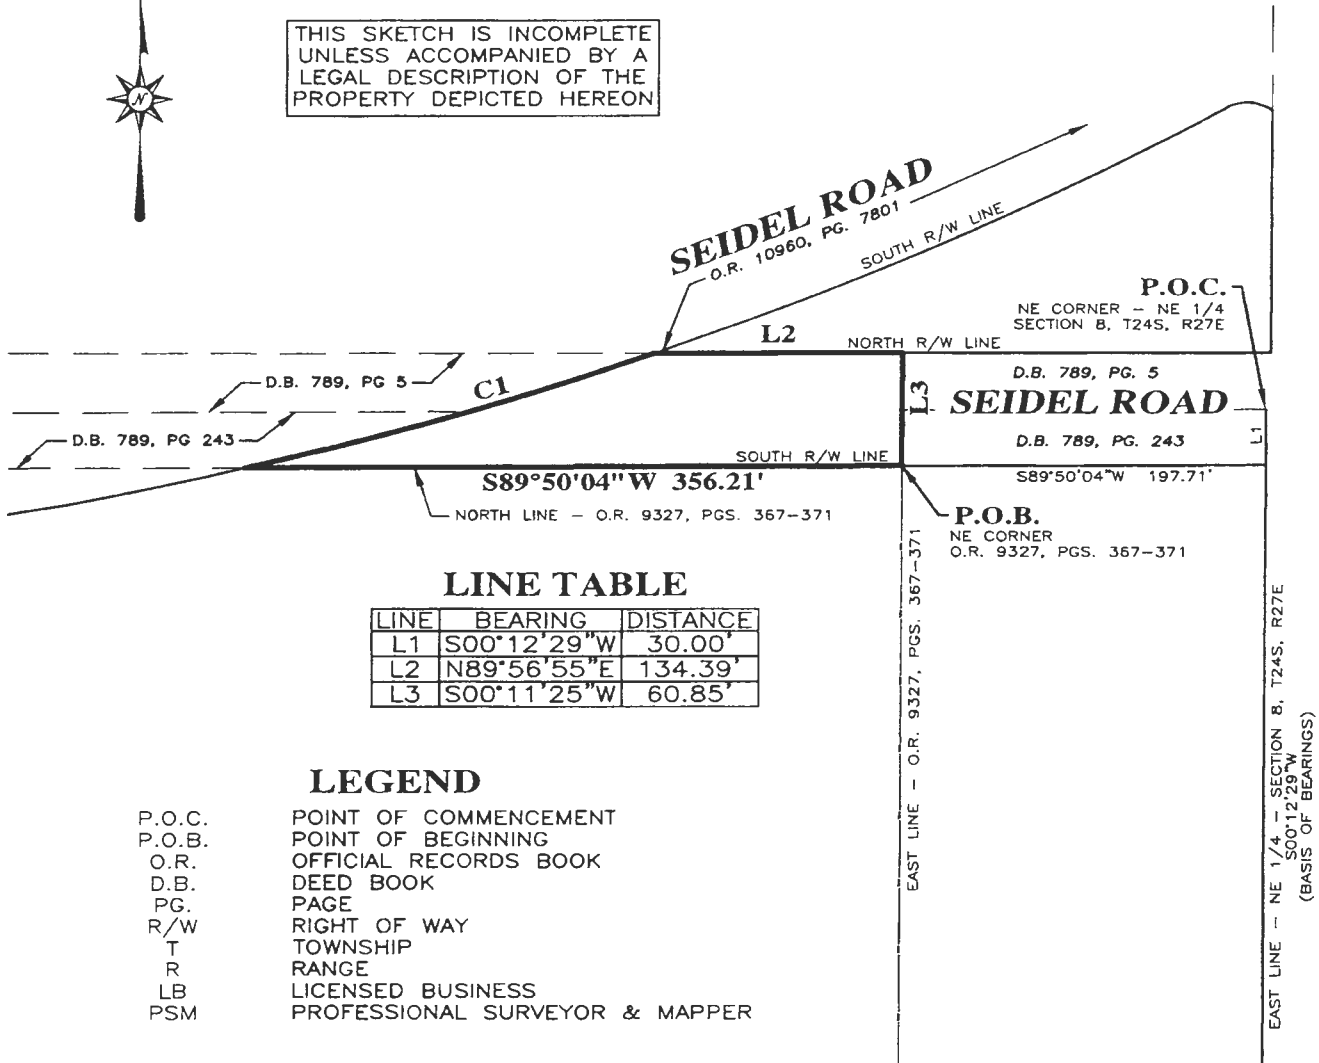 THIS SKETCH IS INCOMPLETE
UNLESS ACCOMPANIED BY A
LEGAL DESCRIPTION OF THE
PROPERTY DEPICTED HEREON
N
SEIDEL ROAD
O.R. 10960, PG. 7801
SOUTH R/W LINE
P.O.C.
NE CORNER – NE 1/4
SECTION 8, T24S, R27E
L2
NORTH R/W LINE
D.B. 789, PG 5
C1
L3
D.B. 789, PG. 5
SEIDEL ROAD
D.B. 789, PG 243
D.B. 789, PG. 243
L1
SOUTH R/W LINE
S89°50'04"W 356.21'
S89°50'04"W 197.71'
NORTH LINE – O.R. 9327, PGS. 367–371
P.O.B.
NE CORNER
O.R. 9327, PGS. 367–371
EAST LINE – O.R. 9327, PGS. 367–371
EAST LINE – NE 1/4 – SECTION 8, T24S, R27E
S00°12'29"W
(BASIS OF BEARINGS)
LINE TABLE
LINE BEARING DISTANCE
L1 S00°12'29"W 30.00'
L2 N89°56'55"E 134.39'
L3 S00°11'25"W 60.85'
LEGEND
P.O.C. POINT OF COMMENCEMENT
P.O.B. POINT OF BEGINNING
O.R. OFFICIAL RECORDS BOOK
D.B. DEED BOOK
PG. PAGE
R/W RIGHT OF WAY
T TOWNSHIP
R RANGE
LB LICENSED BUSINESS
PSM PROFESSIONAL SURVEYOR & MAPPER